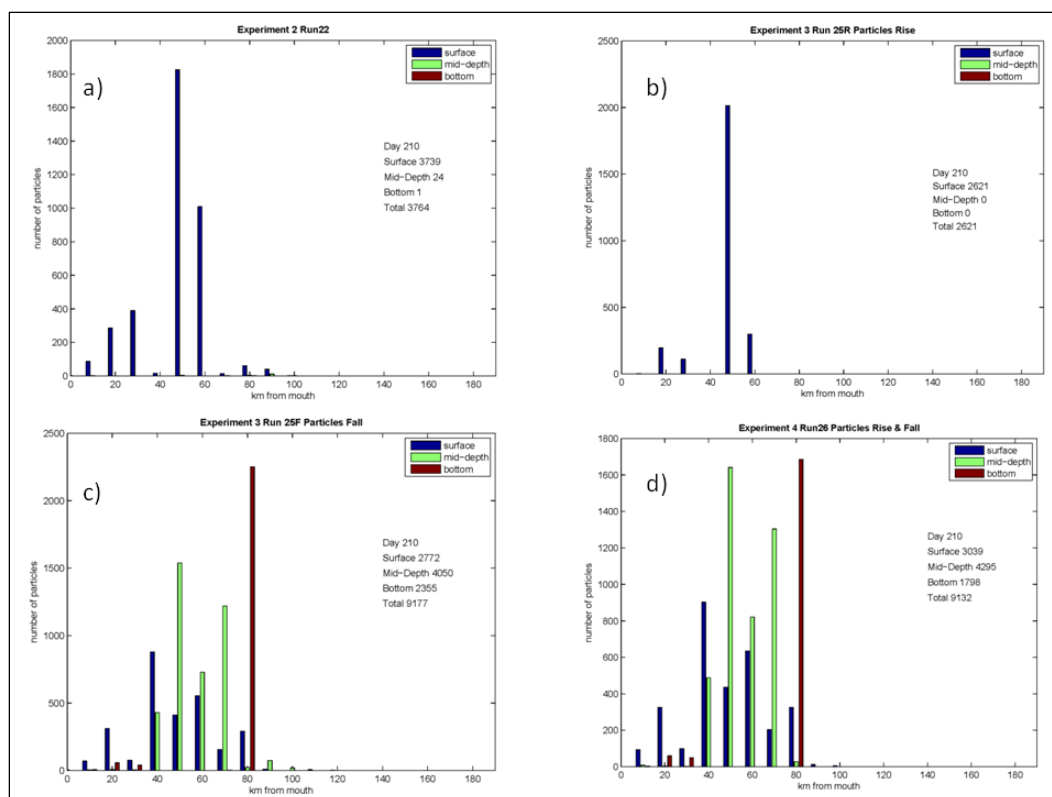 Experiment 2 Run22
a)
surface
mid-depth
bottom
Day 210
Surface 3739
Mid-Depth 24
Bottom 1
Total 3764
number of particles
2000
1800
1600
1400
1200
1000
800
600
400
200
0
0 20 40 60 80 100 120 140 160 180
km from mouth
Experiment 3 Run 25R Particles Rise
b)
surface
mid-depth
bottom
Day 210
Surface 2621
Mid-Depth 0
Bottom 0
Total 2621
number of particles
2500
2000
1500
1000
500
0
0 20 40 60 80 100 120 140 160 180
km from mouth
Experiment 3 Run 25F Particles Fall
c)
surface
mid-depth
bottom
Day 210
Surface 2772
Mid-Depth 4050
Bottom 2355
Total 9177
number of particles
2500
2000
1500
1000
500
0
0 20 40 60 80 100 120 140 160 180
km from mouth
Experiment 4 Run26 Particles Rise & Fall
d)
surface
mid-depth
bottom
Day 210
Surface 3039
Mid-Depth 4295
Bottom 1798
Total 9132
number of particles
1800
1600
1400
1200
1000
800
600
400
200
0
0 20 40 60 80 100 120 140 160 180
km from mouth